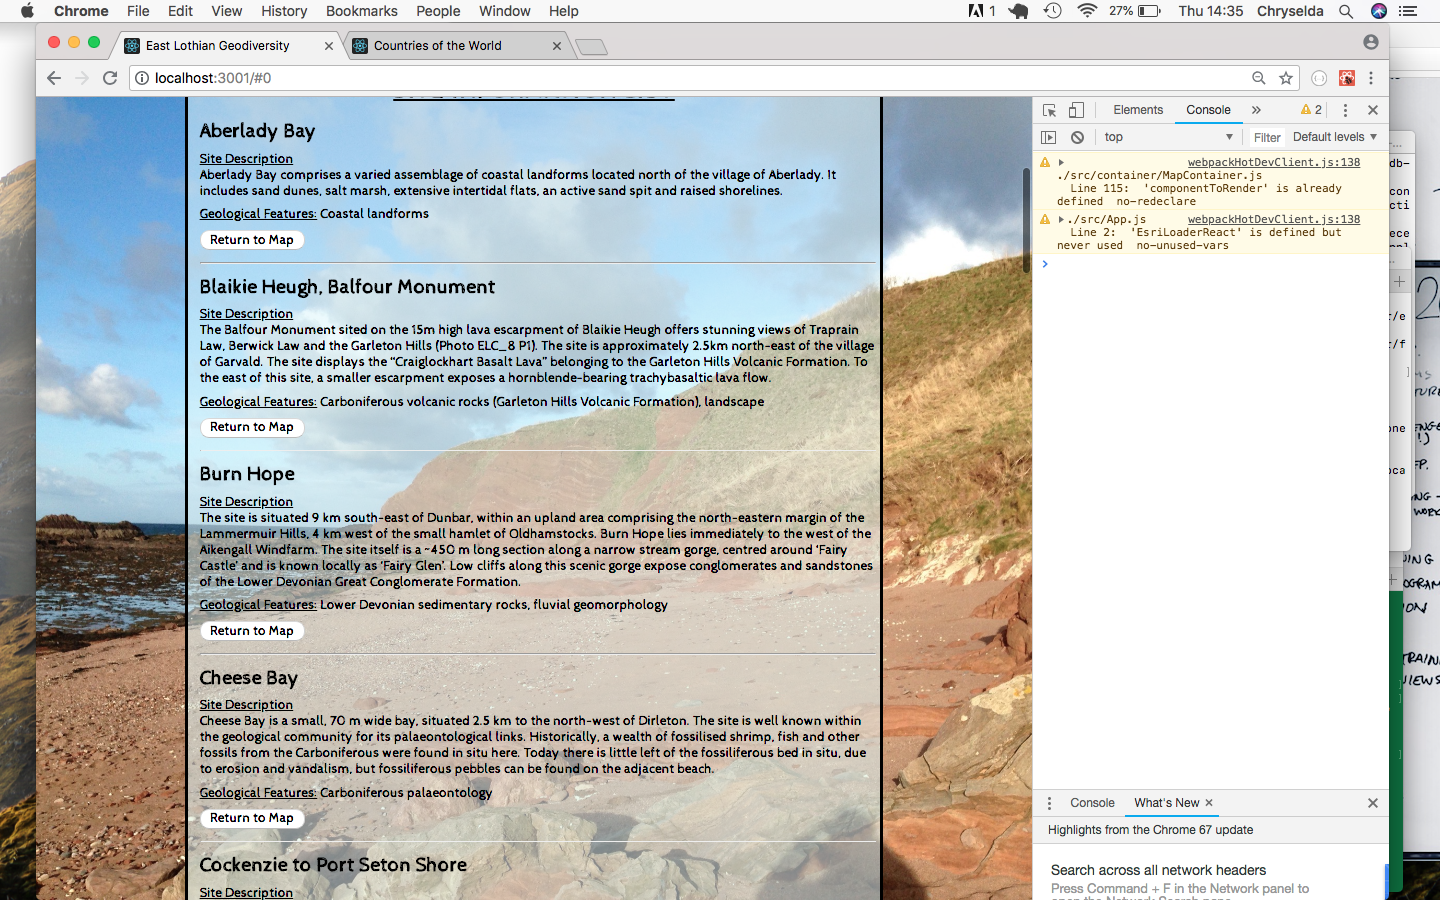 Chrome File Edit View History Bookmarks People Window Help 1 27% Thu 14:35 Chryselda
East Lothian Geodiversity
Countries of the World
localhost:3001/#0
Aberlady Bay
Site Description
Aberlady Bay comprises a varied assemblage of coastal landforms located north of the village of Aberlady. It
includes sand dunes, salt marsh, extensive intertidal flats, an active sand spit and raised shorelines.
Geological Features: Coastal landforms
Return to Map
Blaikie Heugh, Balfour Monument
Site Description
The Balfour Monument sited on the 15m high lava escarpment of Blaikie Heugh offers stunning views of Traprain
Law, Berwick Law and the Garleton Hills (Photo ELC_8 P1). The site is approximately 2.5km north-east of the village
of Garvald. The site displays the “Craiglockhart Basalt Lava” belonging to the Garleton Hills Volcanic Formation. To
the east of this site, a smaller escarpment exposes a hornblende-bearing trachybasaltic lava flow.
Geological Features: Carboniferous volcanic rocks (Garleton Hills Volcanic Formation), landscape
Return to Map
Burn Hope
Site Description
The site is situated 9 km south-east of Dunbar, within an upland area comprising the north-eastern margin of the
Lammermuir Hills, 4 km west of the small hamlet of Oldhamstocks. Burn Hope lies immediately to the west of the
Aikengall Windfarm. The site itself is a ~450 m long section along a narrow stream gorge, centred around ‘Fairy
Castle’ and is known locally as ‘Fairy Glen’. Low cliffs along this scenic gorge expose conglomerates and sandstones
of the Lower Devonian Great Conglomerate Formation.
Geological Features: Lower Devonian sedimentary rocks, fluvial geomorphology
Return to Map
Cheese Bay
Site Description
Cheese Bay is a small, 70 m wide bay, situated 2.5 km to the north-west of Dirleton. The site is well known within
the geological community for its palaeontological links. Historically, a wealth of fossilised shrimp, fish and other
fossils from the Carboniferous were found in situ here. Today there is little left of the fossiliferous bed in situ, due
to erosion and vandalism, but fossiliferous pebbles can be found on the adjacent beach.
Geological Features: Carboniferous palaeontology
Return to Map
Cockenzie to Port Seton Shore
Site Description
Elements Console 2
top Filter Default levels
webpackHotDevClient.js:138
./src/container/MapContainer.js
Line 115: 'componentToRender' is already
defined no-redeclare
./src/App.js webpackHotDevClient.js:138
Line 2: 'EsriLoaderReact' is defined but
never used no-unused-vars
Console What's New
Highlights from the Chrome 67 update
Search across all network headers
Press Command + F in the Network panel to